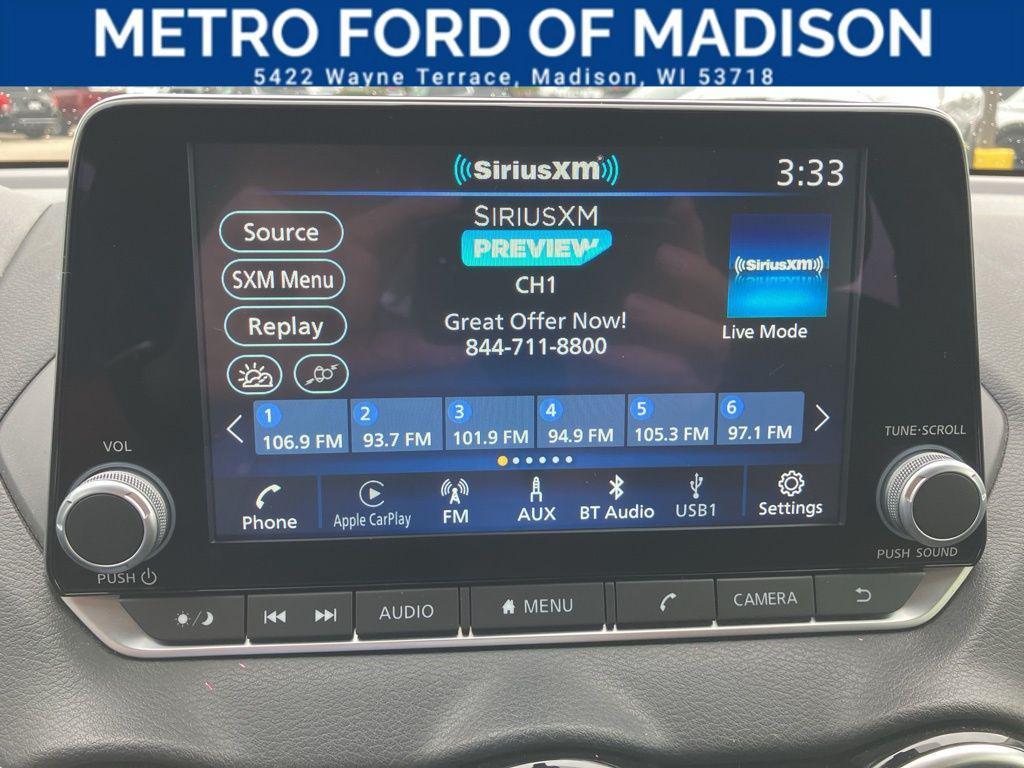 METRO FORD OF MADISON
5422 Wayne Terrace, Madison, WI 53718
SiriusXM
3:33
Source
SXM Menu
Replay
SIRIUSXM
PREVIEW
CH1
Great Offer Now!
844-711-8800
SiriusXM
Live Mode
1 106.9 FM
2 93.7 FM
3 101.9 FM
4 94.9 FM
5 105.3 FM
6 97.1 FM
Phone
Apple CarPlay
FM
AUX
BT Audio
USB1
Settings
VOL
PUSH
TUNE·SCROLL
PUSH SOUND
AUDIO
MENU
CAMERA